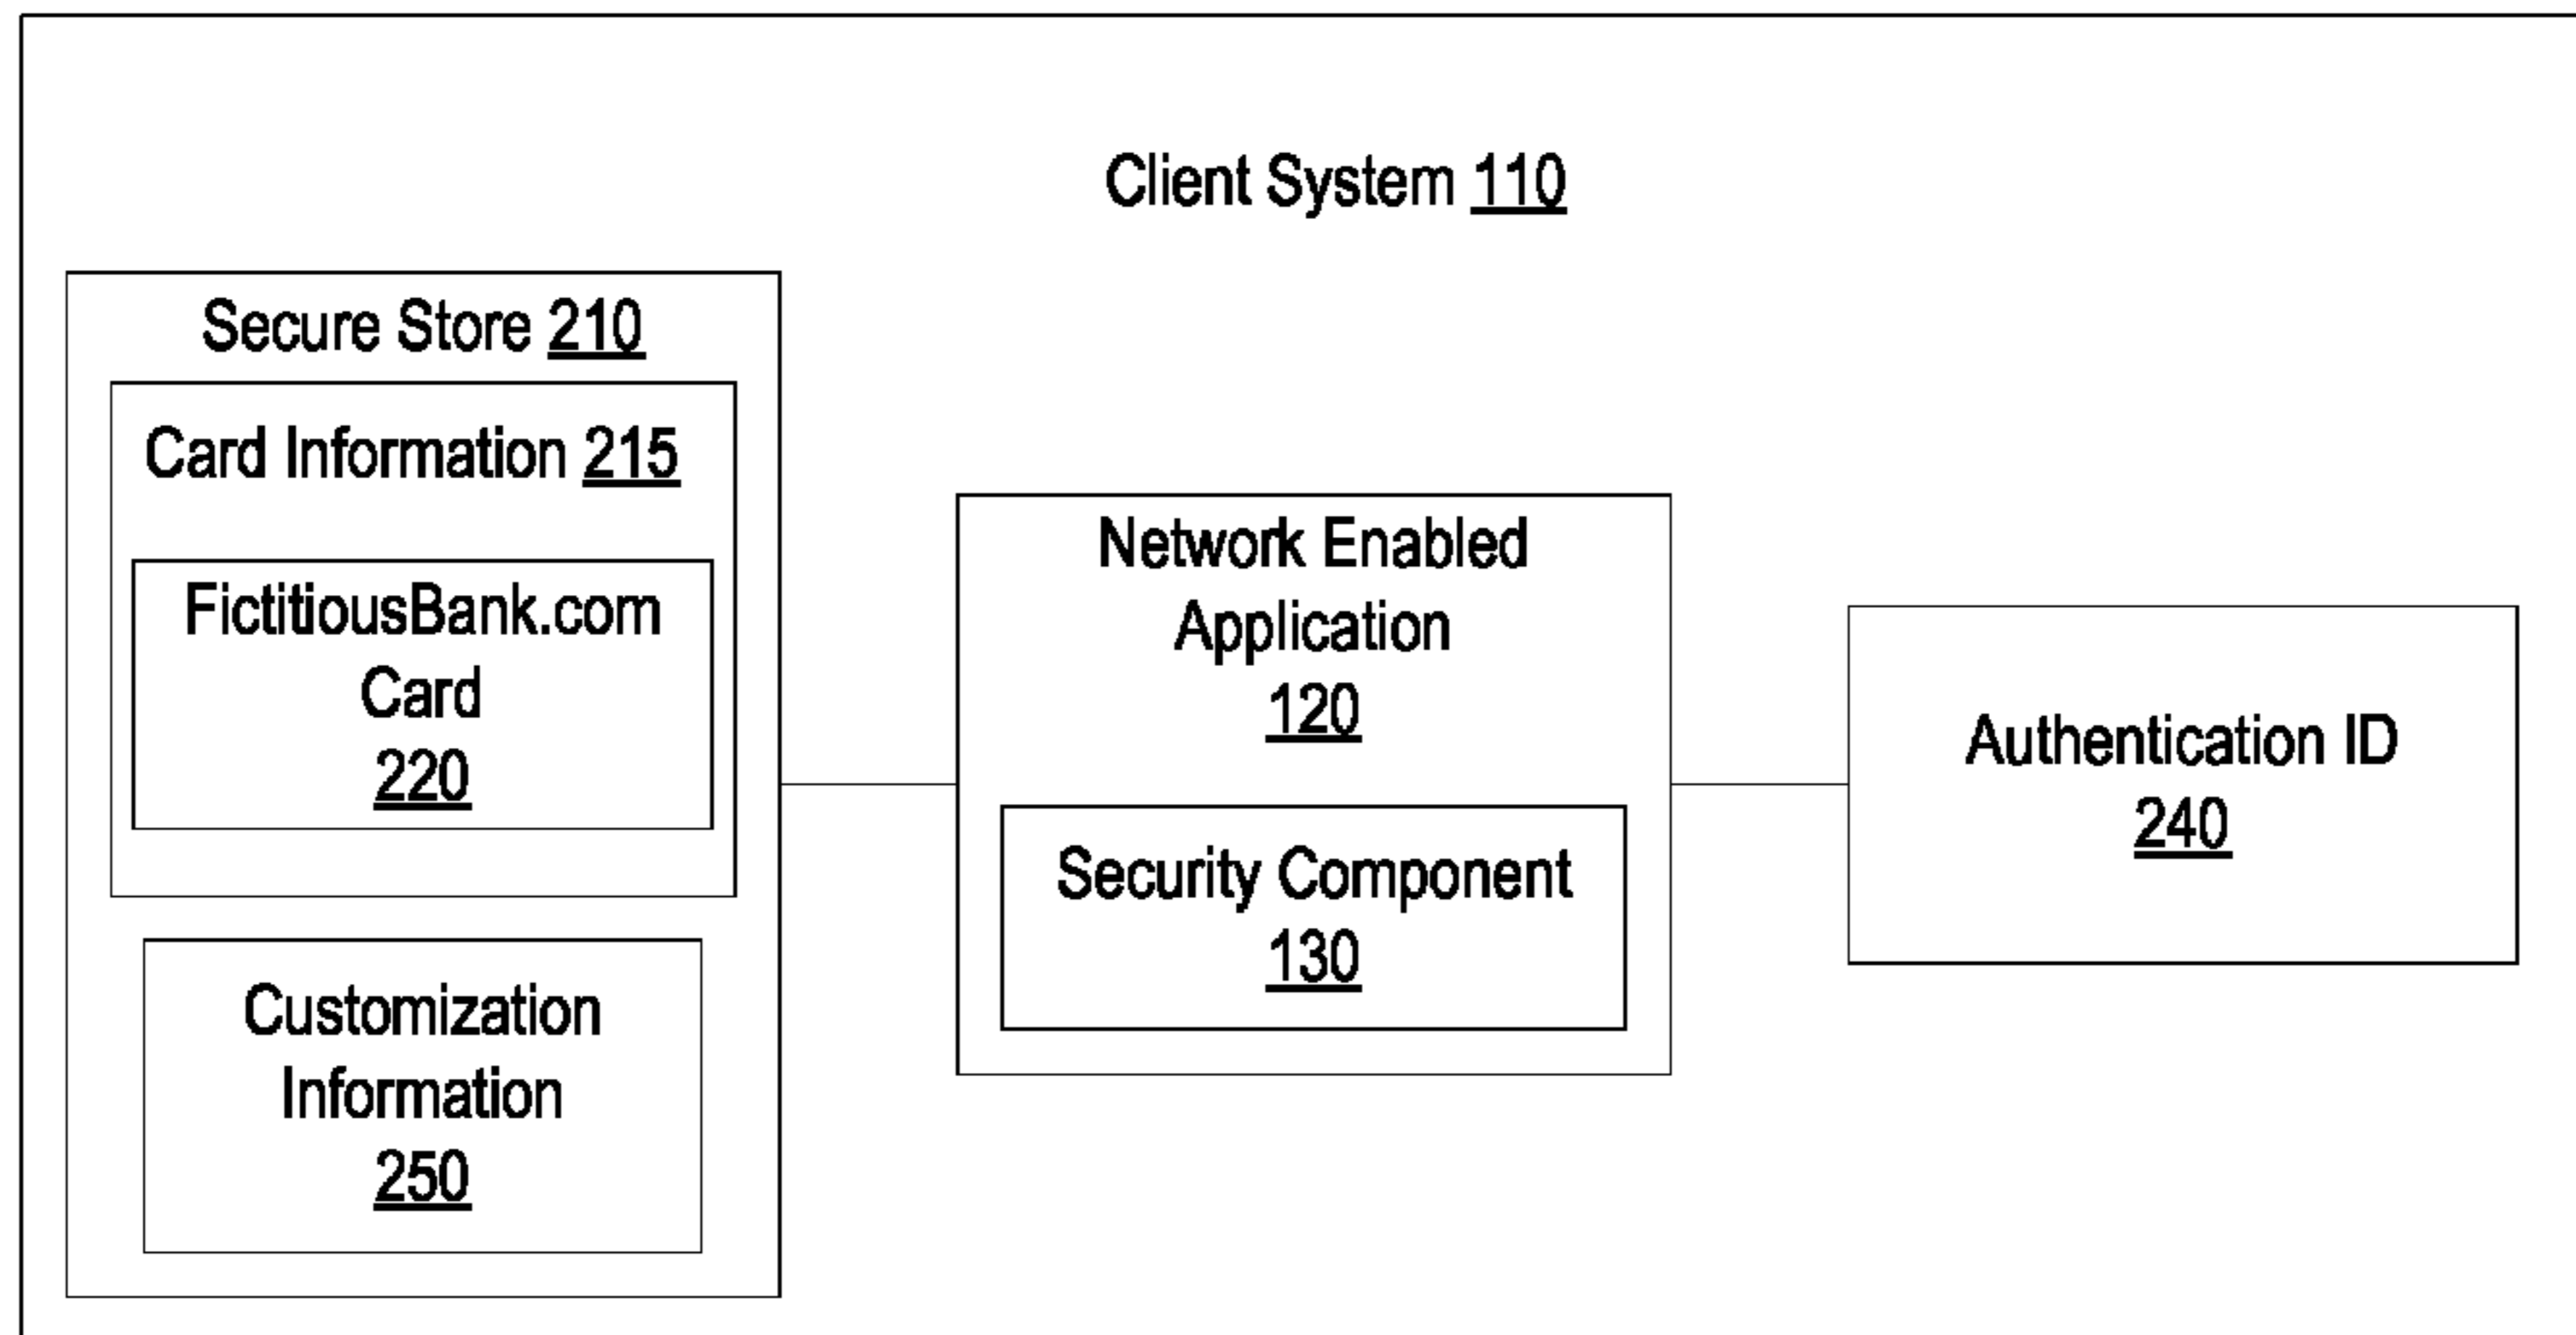 Client System 110
Secure Store 210
Card Information 215
FictitiousBank.com
Card
220
Customization
Information
250
Network Enabled
Application
120
Security Component
130
Authentication ID
240